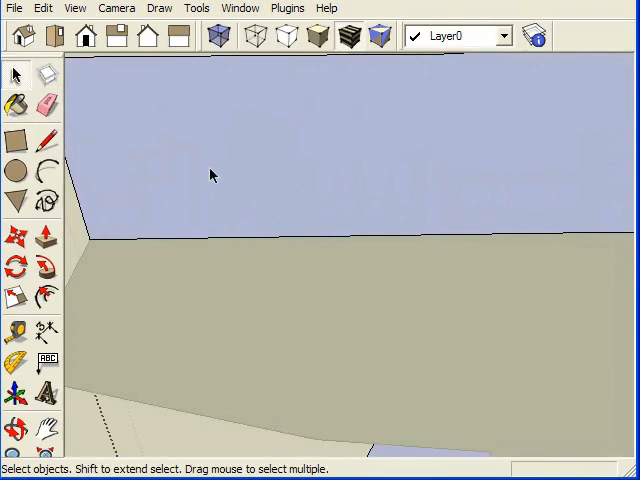 File Edit View Camera Draw Tools Window Plugins Help
Layer0
ABC
A
Select objects. Shift to extend select. Drag mouse to select multiple.